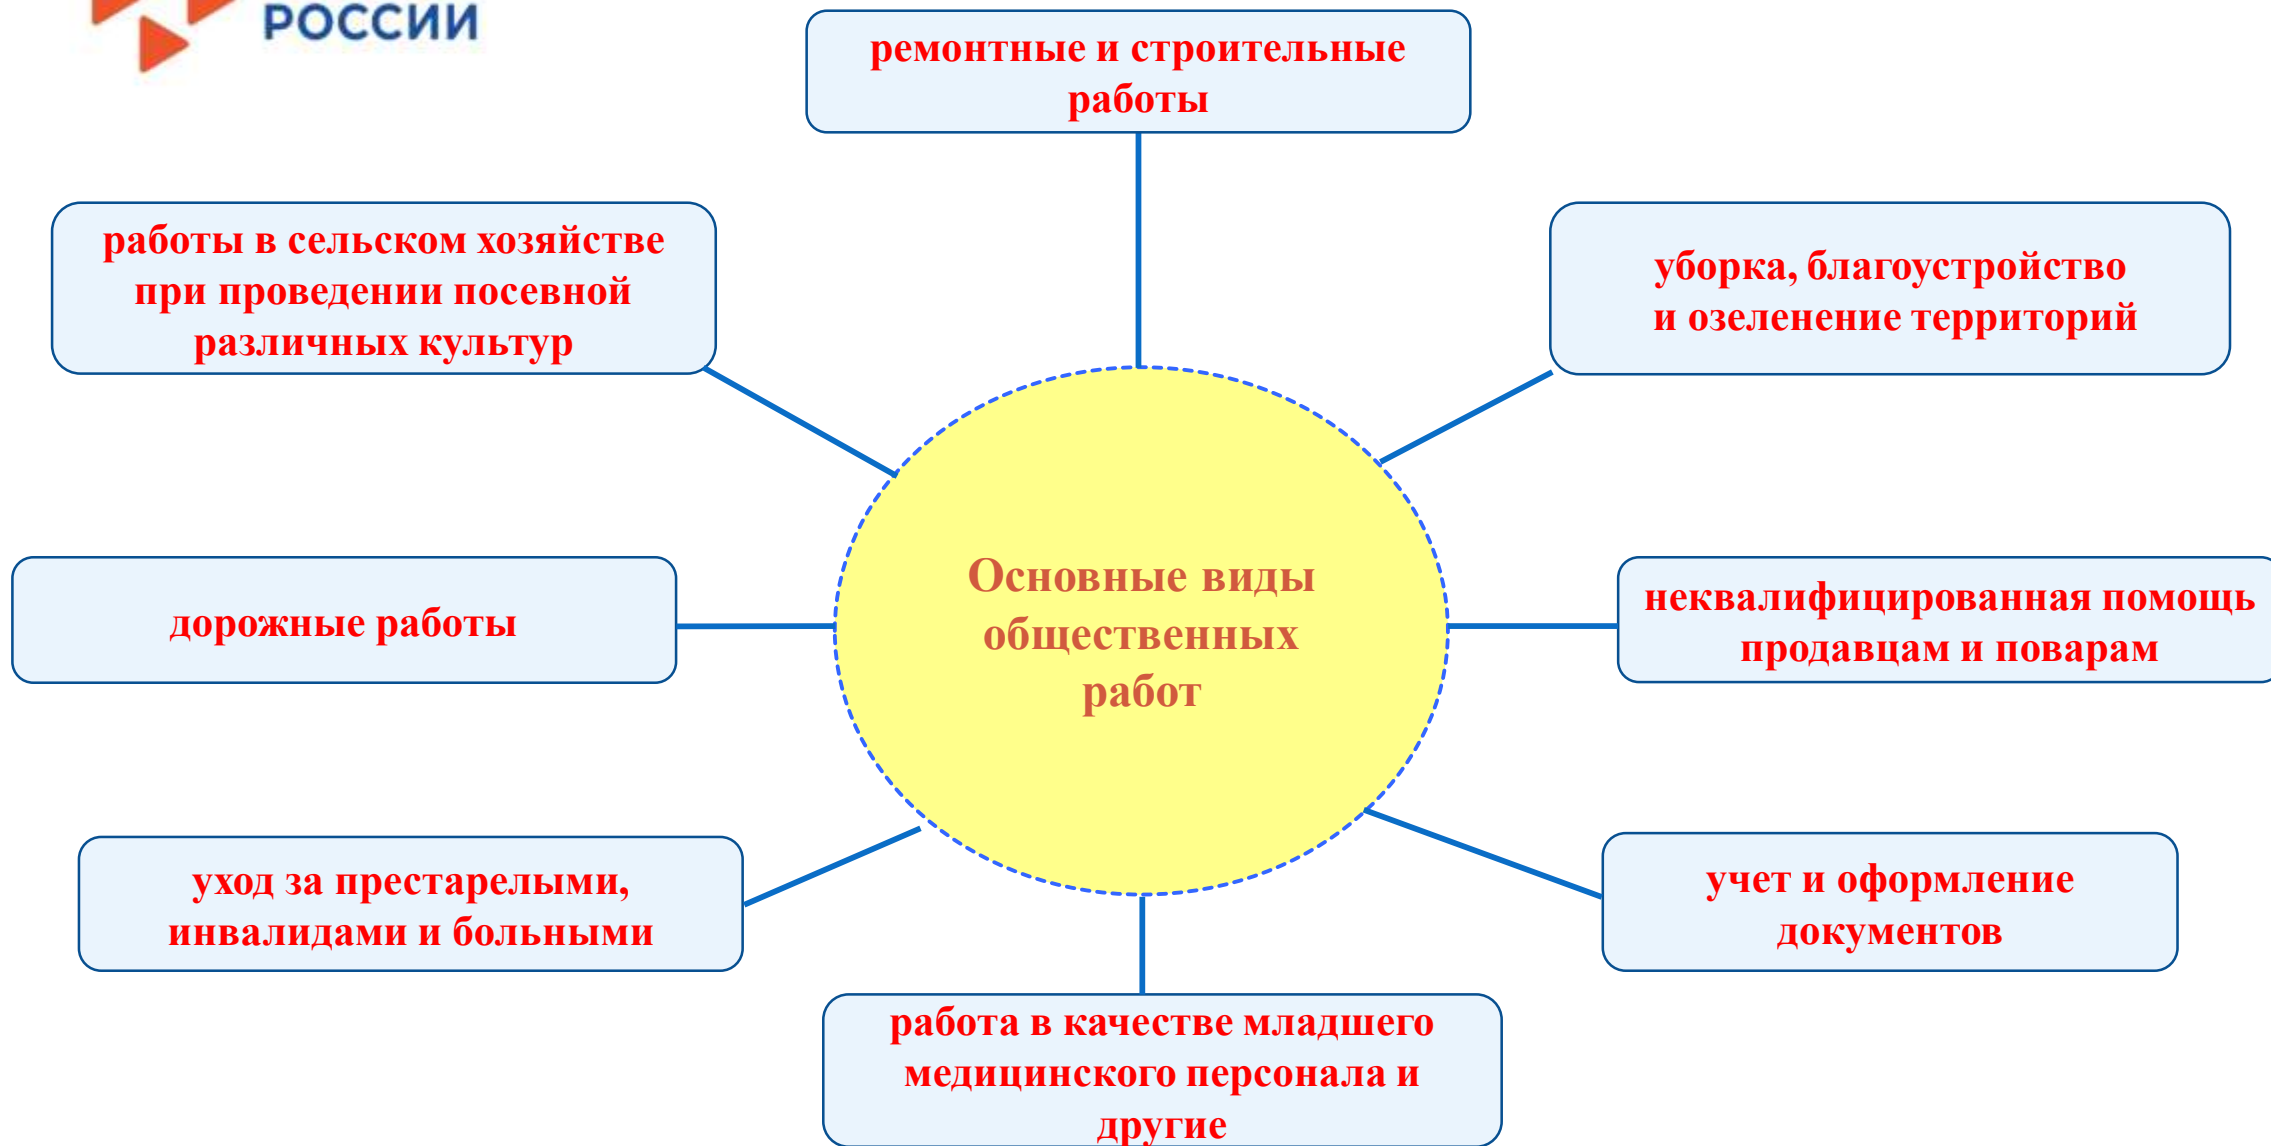 РОССИИ
ремонтные и строительные
работы
работы в сельском хозяйстве
при проведении посевной
различных культур
уборка, благоустройство
и озеленение территорий
Основные виды
общественных
работ
дорожные работы
неквалифицированная помощь
продавцам и поварам
уход за престарелыми,
инвалидами и больными
учет и оформление
документов
работа в качестве младшего
медицинского персонала и
другие